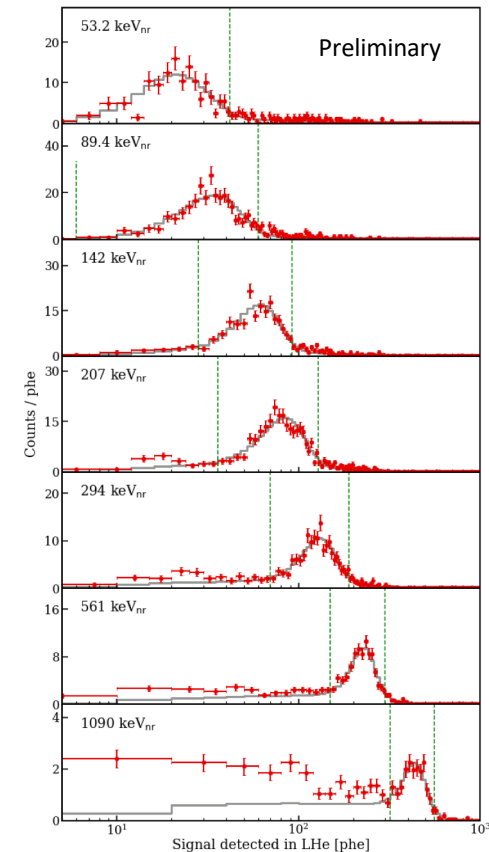 53.2 keVnr
Preliminary
20
10
0
89.4 keVnr
40
20
0
142 keVnr
30
15
0
207 keVnr
30
15
0
Counts / phe
294 keVnr
20
10
0
561 keVnr
16
8
0
1090 keVnr
4
2
0
10¹
10²
10³
Signal detected in LHe [phe]